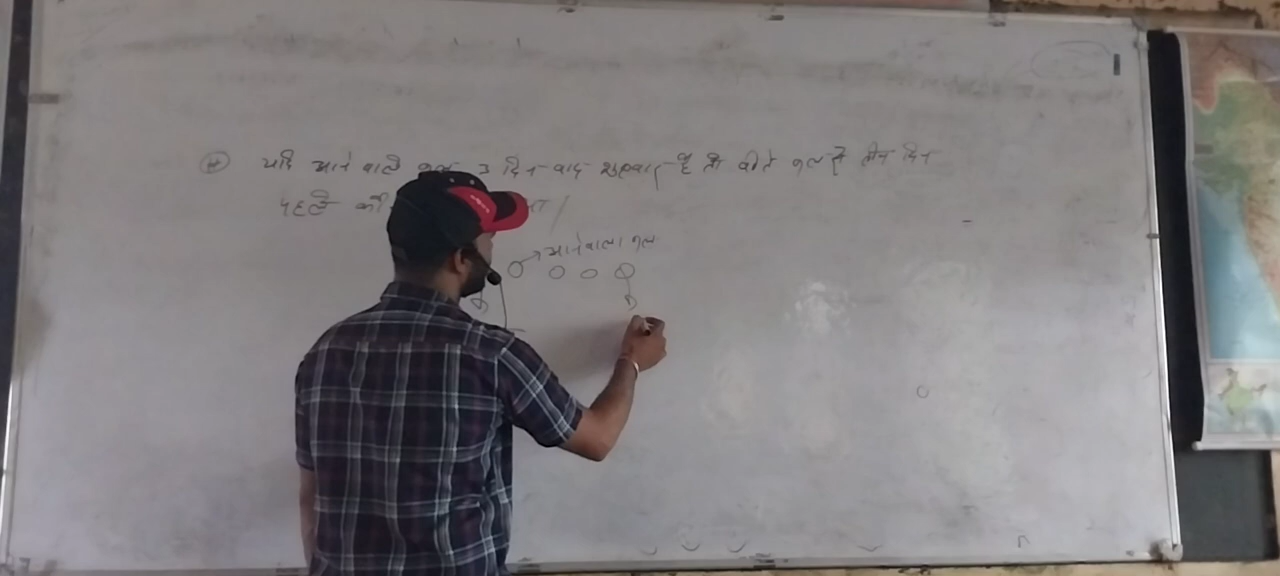 यदि आने वाले कल 3 दिन बाद शुक्रवार है तो बीते कल से तीन दिन
पहले
आनेवाला कल